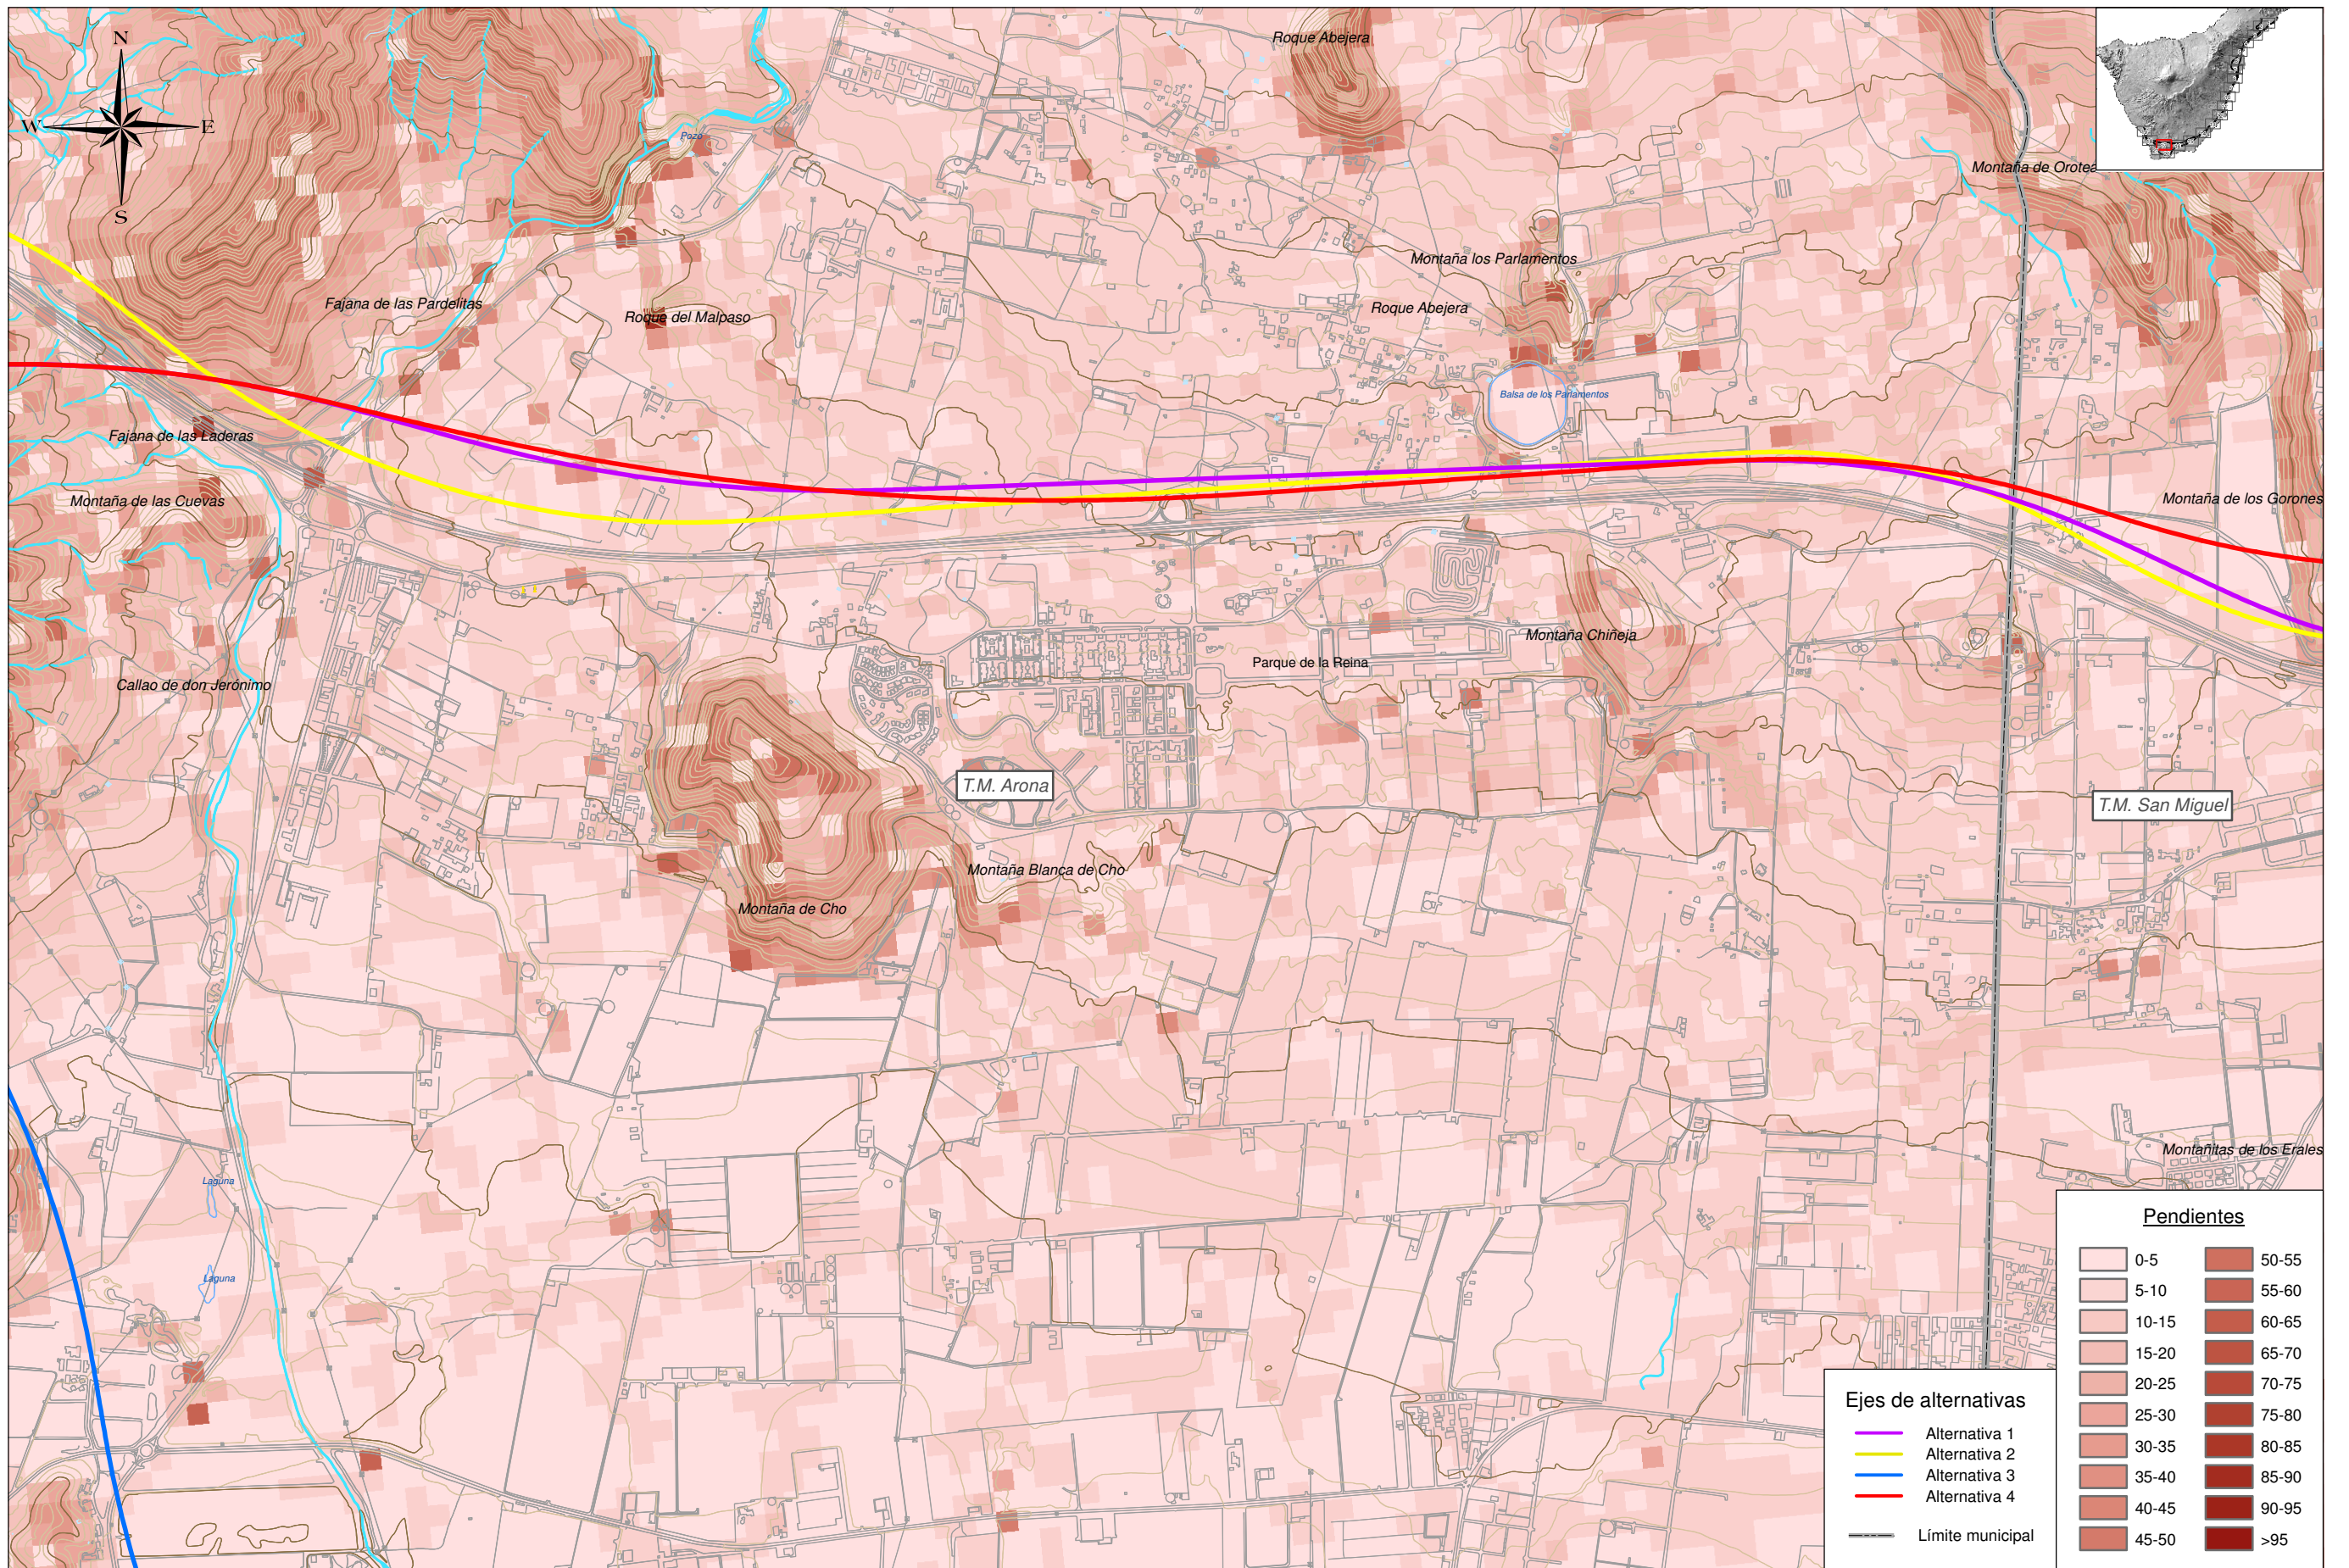 N
W
E
S
Roque Abejera
Pozo
Montaña de Orotea
Montaña los Parlamentos
Fajana de las Pardelitas
Roque del Malpaso
Roque Abejera
Balsa de los Parlamentos
Fajana de las Laderas
Montaña de las Cuevas
Montaña de los Gorones
Montaña Chiñeja
Parque de la Reina
Callao de don Jerónimo
T.M. Arona
T.M. San Miguel
Montaña Blanca de Cho
Montaña de Cho
Montañitas de los Erales
Laguna
Laguna
Ejes de alternativas
Alternativa 1
Alternativa 2
Alternativa 3
Alternativa 4
Límite municipal
Pendientes
0-5
5-10
10-15
15-20
20-25
25-30
30-35
35-40
40-45
45-50
50-55
55-60
60-65
65-70
70-75
75-80
80-85
85-90
90-95
>95